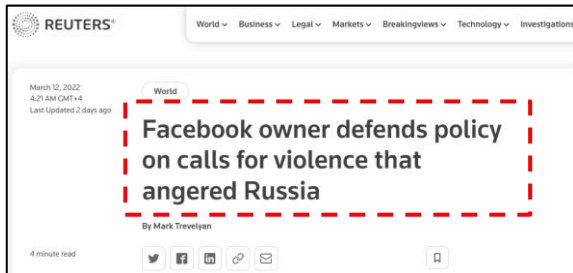 REUTERS®
World Business Legal Markets Breakingviews Technology Investigations
March 12, 2022
4:21 AM GMT+4
Last Updated 2 days ago
World
Facebook owner defends policy
on calls for violence that
angered Russia
By Mark Trevelyan
4 minute read